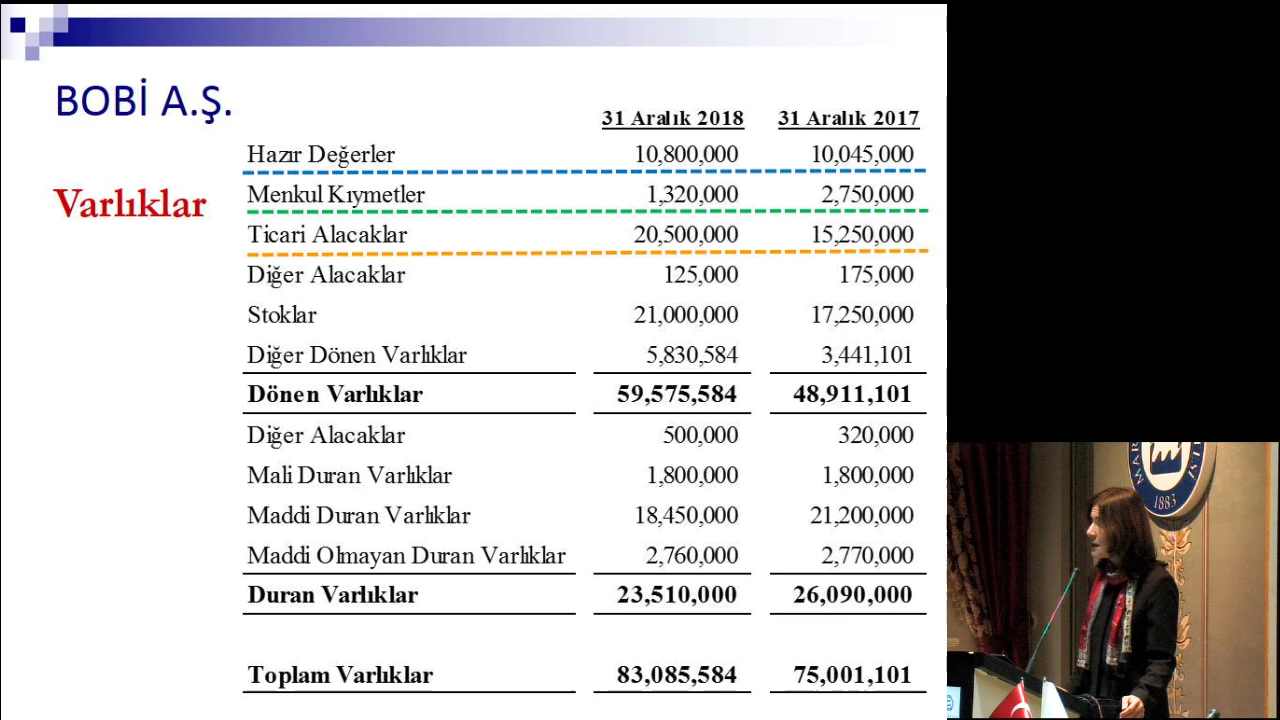 BOBİ A.Ş.
Varlıklar
31 Aralık 2018 31 Aralık 2017
Hazır Değerler 10,800,000 10,045,000
Menkul Kıymetler 1,320,000 2,750,000
Ticari Alacaklar 20,500,000 15,250,000
Diğer Alacaklar 125,000 175,000
Stoklar 21,000,000 17,250,000
Diğer Dönen Varlıklar 5,830,584 3,441,101
Dönen Varlıklar 59,575,584 48,911,101
Diğer Alacaklar 500,000 320,000
Mali Duran Varlıklar 1,800,000 1,800,000
Maddi Duran Varlıklar 18,450,000 21,200,000
Maddi Olmayan Duran Varlıklar 2,760,000 2,770,000
Duran Varlıklar 23,510,000 26,090,000
Toplam Varlıklar 83,085,584 75,001,101
1883